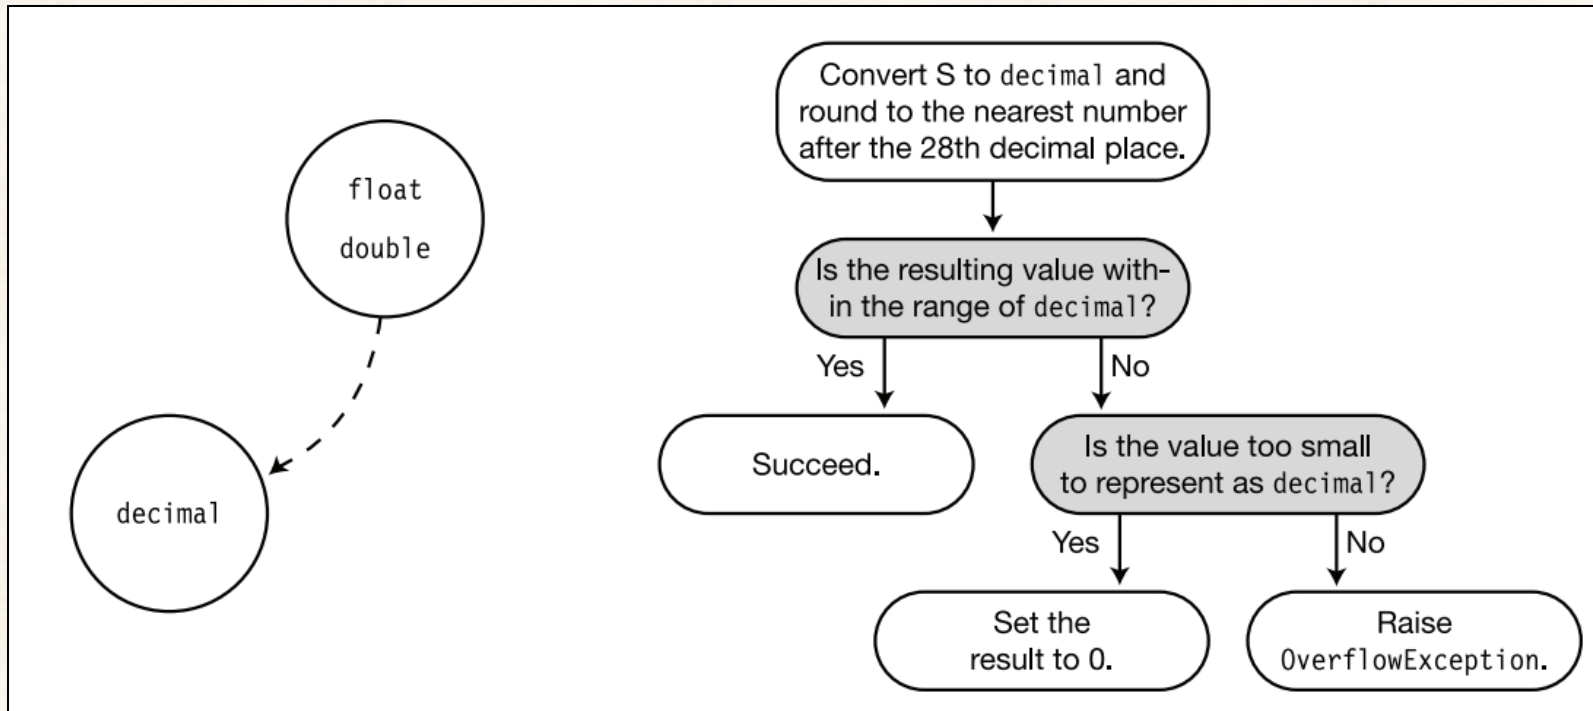 float
double
decimal
Convert S to decimal and
round to the nearest number
after the 28th decimal place.
Is the resulting value with-
in the range of decimal?
Yes
No
Succeed.
Is the value too small
to represent as decimal?
Yes
No
Set the
result to 0.
Raise
OverflowException.